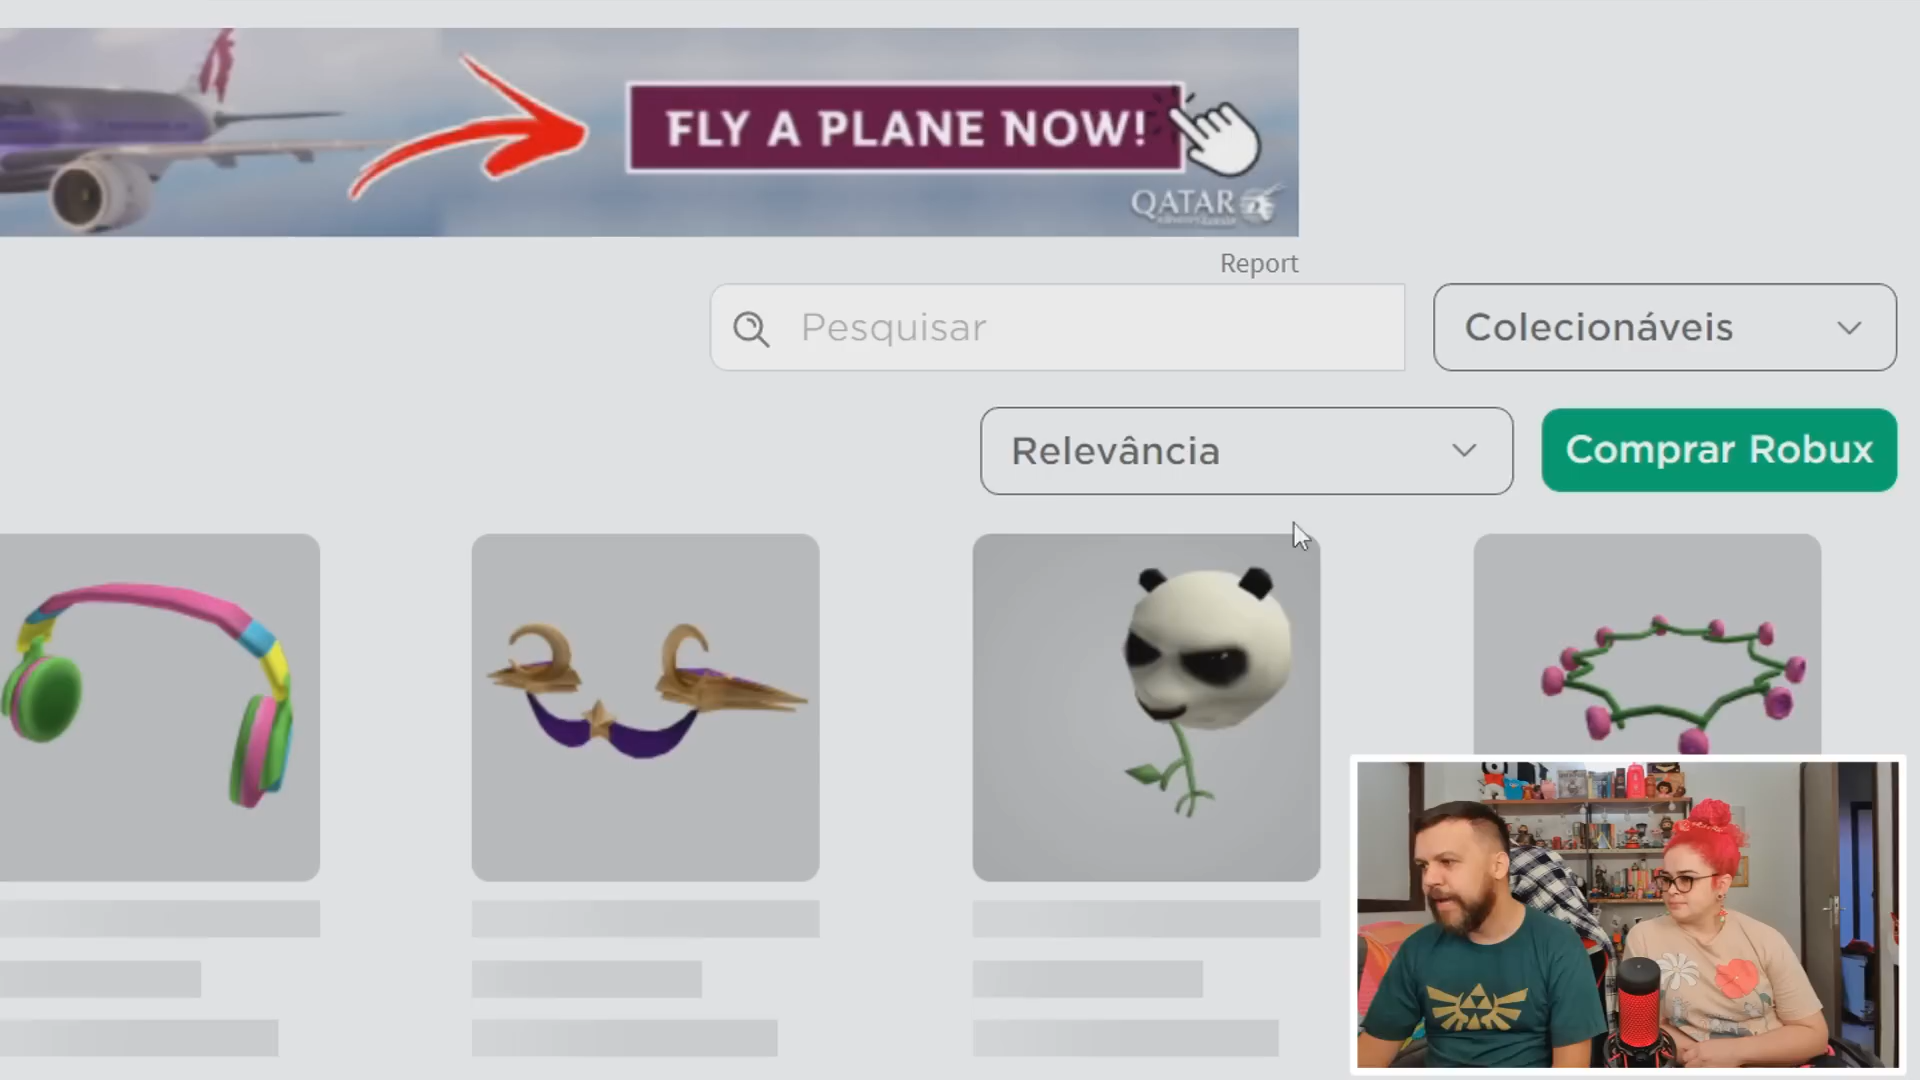 FLY A PLANE NOW!
QATAR
Report
Pesquisar
Colecionáveis
Relevância
Comprar Robux